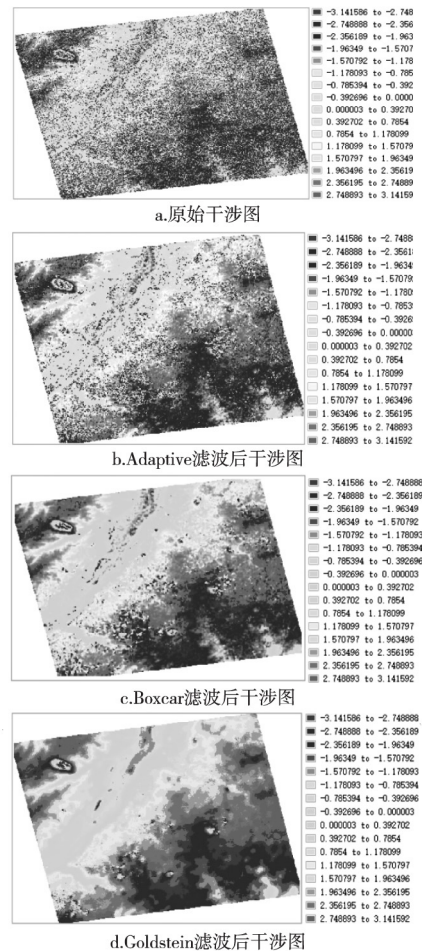 -3.141586 to -2.748
-2.748888 to -2.356
-2.356189 to -1.963
-1.96349 to -1.5707
-1.570792 to -1.178
-1.178093 to -0.785
-0.785394 to -0.392
-0.392696 to 0.0000
0.000003 to 0.39270
0.392702 to 0.7854
0.7854 to 1.178099
1.178099 to 1.57079
1.570797 to 1.96349
1.963496 to 2.35619
2.356195 to 2.74889
2.748893 to 3.14159
a.原始干涉图
-3.141586 to -2.748
-2.748888 to -2.356
-2.356189 to -1.9634
-1.96349 to -1.57079
-1.570792 to -1.1780
-1.178093 to -0.7853
-0.785394 to -0.3926
-0.392696 to 0.00000
0.000003 to 0.392702
0.392702 to 0.7854
0.7854 to 1.178099
1.178099 to 1.570797
1.570797 to 1.963496
1.963496 to 2.356195
2.356195 to 2.748893
2.748893 to 3.141592
b.Adaptive滤波后干涉图
-3.141586 to -2.748888
-2.748888 to -2.356189
-2.356189 to -1.96349
-1.96349 to -1.570792
-1.570792 to -1.178093
-1.178093 to -0.785394
-0.785394 to -0.392696
-0.392696 to 0.000003
0.000003 to 0.392702
0.392702 to 0.7854
0.7854 to 1.178099
1.178099 to 1.570797
1.570797 to 1.963496
1.963496 to 2.356195
2.356195 to 2.748893
2.748893 to 3.141592
c.Boxcar滤波后干涉图
-3.141586 to -2.748888
-2.748888 to -2.356189
-2.356189 to -1.96349
-1.96349 to -1.570792
-1.570792 to -1.178093
-1.178093 to -0.785394
-0.785394 to -0.392696
-0.392696 to 0.000003
0.000003 to 0.392702
0.392702 to 0.7854
0.7854 to 1.178099
1.178099 to 1.570797
1.570797 to 1.963496
1.963496 to 2.356195
2.356195 to 2.748893
2.748893 to 3.141592
d.Goldstein滤波后干涉图